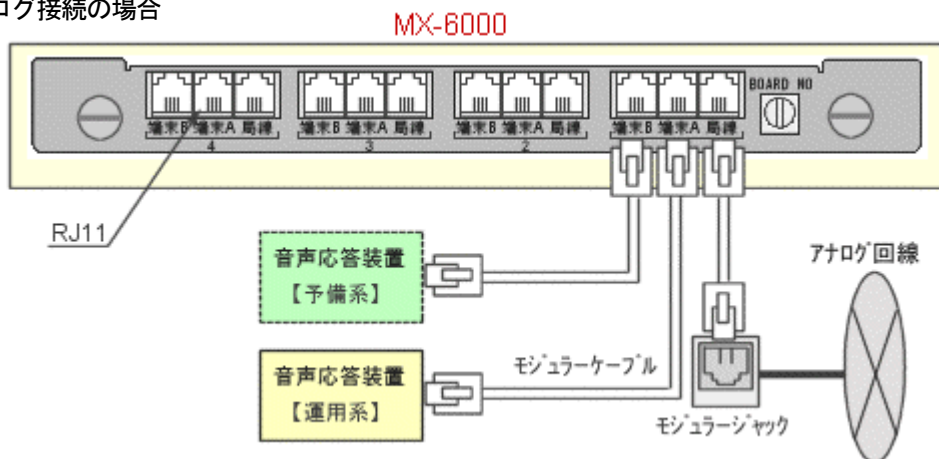 ログ接続の場合
MX-6000
BOARD NO
端末B 端末A 局線 端末B 端末A 局線 端末B 端末A 局線 端末B 端末A 局線
4 3 2
RJ11
音声応答装置
【予備系】
アナログ回線
音声応答装置
【運用系】
モジュラーケーブル
モジュラージャック